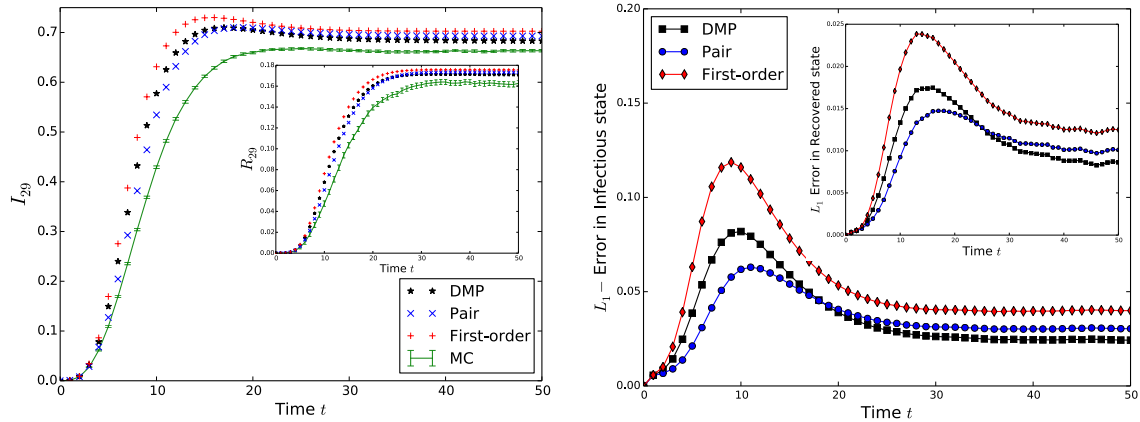 I₂₉
0.7
0.6
0.5
0.4
0.3
0.2
0.1
0.0
0 10 20 30 40 50
Time t
R₂₉
0.18
0.16
0.14
0.12
0.10
0.08
0.06
0.04
0.02
0.00
0 10 20 30 40 50
Time t
DMP
Pair
First-order
MC
L₁ − Error in Infectious state
0.20
0.15
0.10
0.05
0.00
0 10 20 30 40 50
Time t
DMP
Pair
First-order
L₁ Error in Recovered state
0.025
0.020
0.015
0.010
0.005
0.000
0 10 20 30 40 50
Time t